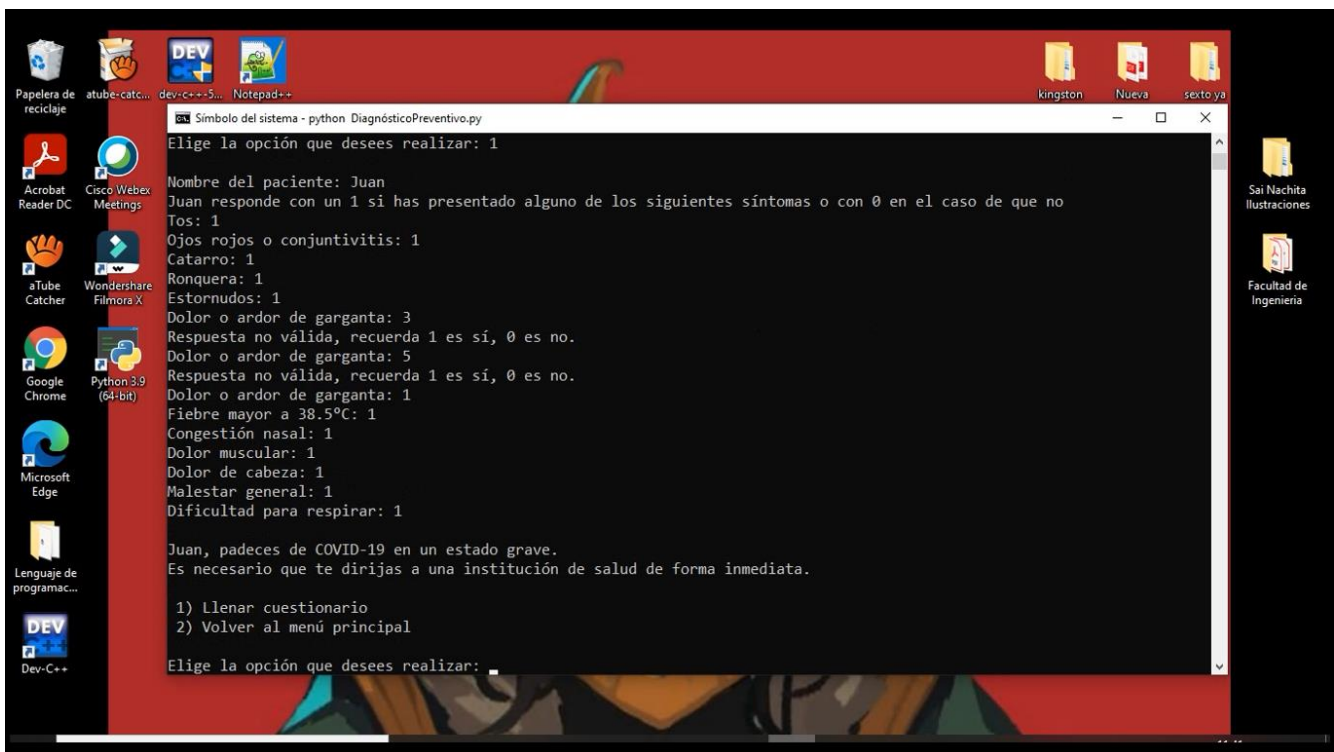 Papelera de
reciclaje
atube-catc...
dev-c++-5...
Notepad++
kingston
Nueva
sexto ya
Símbolo del sistema - python DiagnósticoPreventivo.py
Elige la opción que desees realizar: 1
Nombre del paciente: Juan
Juan responde con un 1 si has presentado alguno de los siguientes síntomas o con 0 en el caso de que no
Tos: 1
Ojos rojos o conjuntivitis: 1
Catarro: 1
Ronquera: 1
Estornudos: 1
Dolor o ardor de garganta: 3
Respuesta no válida, recuerda 1 es sí, 0 es no.
Dolor o ardor de garganta: 5
Respuesta no válida, recuerda 1 es sí, 0 es no.
Dolor o ardor de garganta: 1
Fiebre mayor a 38.5ºC: 1
Congestión nasal: 1
Dolor muscular: 1
Dolor de cabeza: 1
Malestar general: 1
Dificultad para respirar: 1
Juan, padeces de COVID-19 en un estado grave.
Es necesario que te dirijas a una institución de salud de forma inmediata.
1) Llenar cuestionario
2) Volver al menú principal
Elige la opción que desees realizar:
Acrobat
Reader DC
Cisco Webex
Meetings
aTube
Catcher
Wondershare
Filmora X
Google
Chrome
Python 3.9
(64-bit)
Microsoft
Edge
Lenguaje de
programac...
DEV
Dev-C++
DEV
Sai Nachita
Ilustraciones
Facultad de
Ingenieria